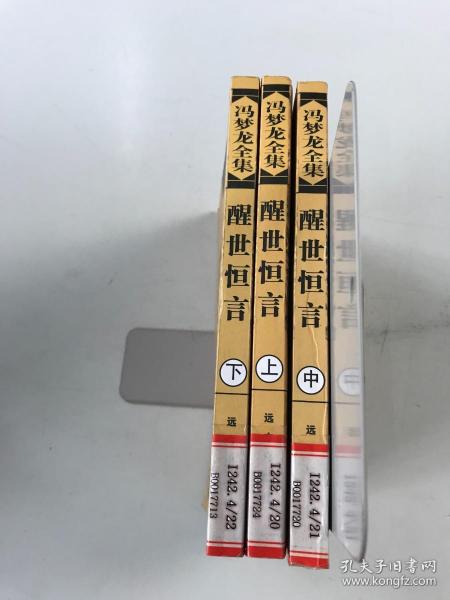 冯梦龙全集
醒世恒言
下
远
I242.4/22
B0017713
冯梦龙全集
醒世恒言
上
远
I242.4/20
B0017724
冯梦龙全集
醒世恒言
中
远
I242.4/21
B0017720
孔夫子旧书网
www.kongfz.com